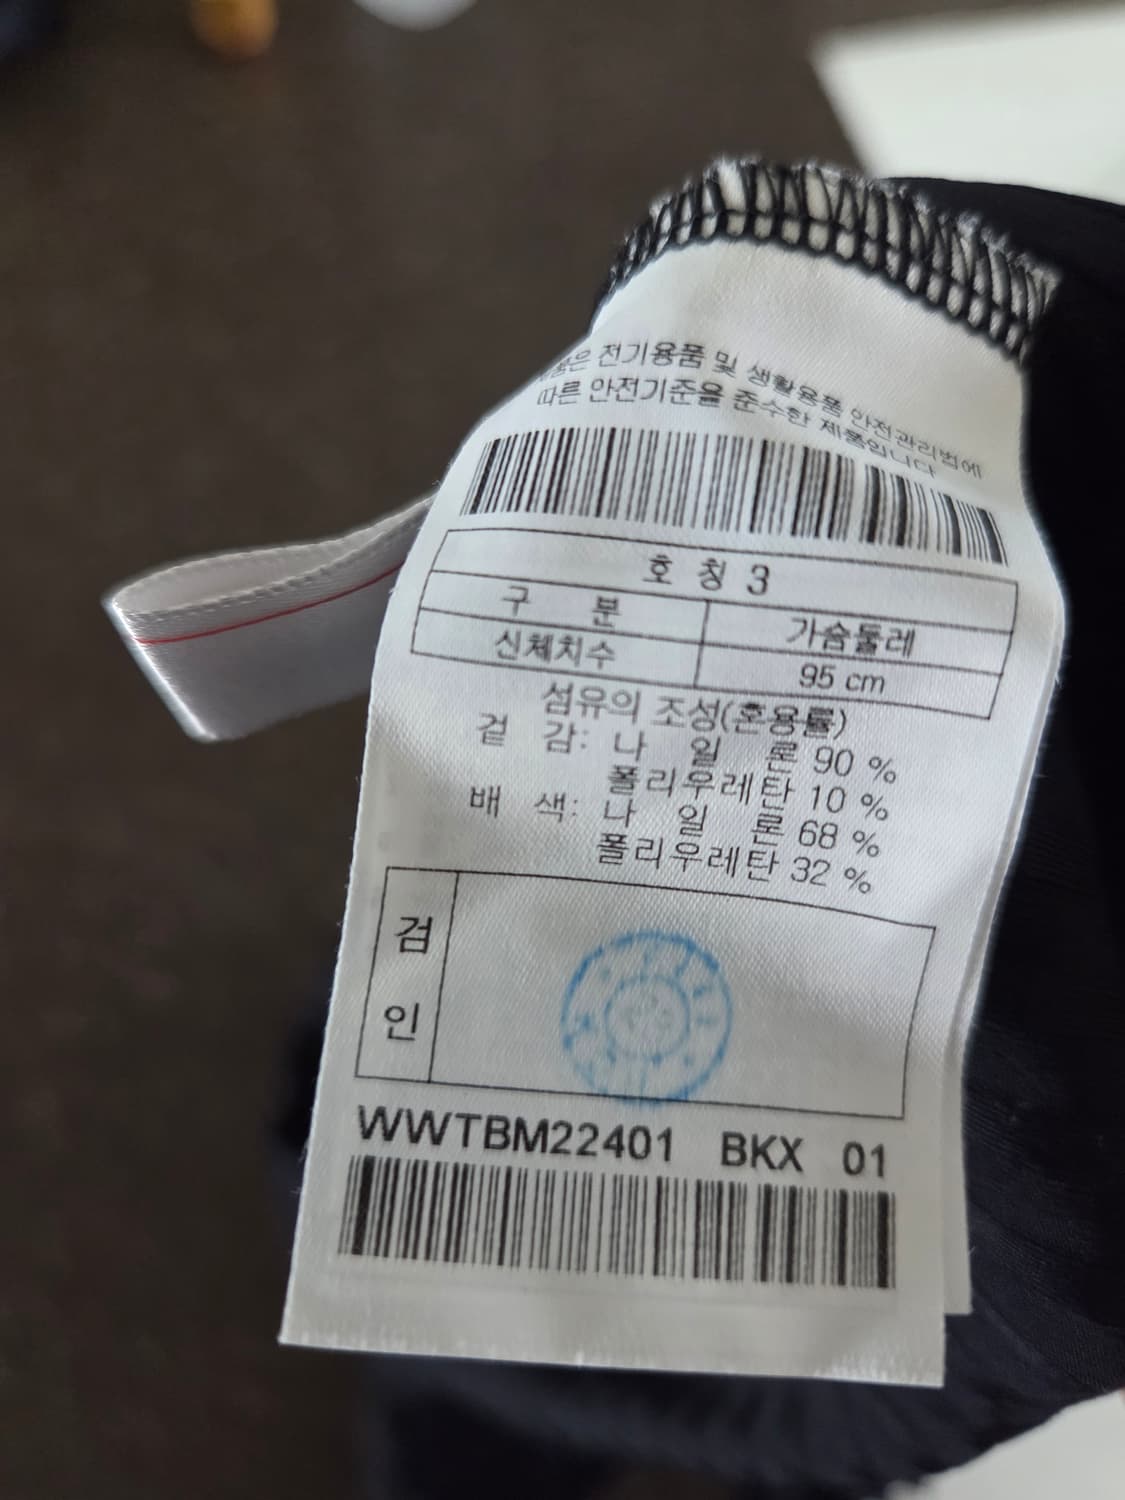 전기용품 및 생활용품 안전관리법에
따른 안전기준을 준수한 제품입니다
호 칭 3
구 분 가슴둘레
신체치수 95 cm
섬유의 조성(혼용률)
겉 감: 나 일 론 90 %
폴리우레탄 10 %
배 색: 나 일 론 68 %
폴리우레탄 32 %
검
인
WWTBM22401 BKX 01